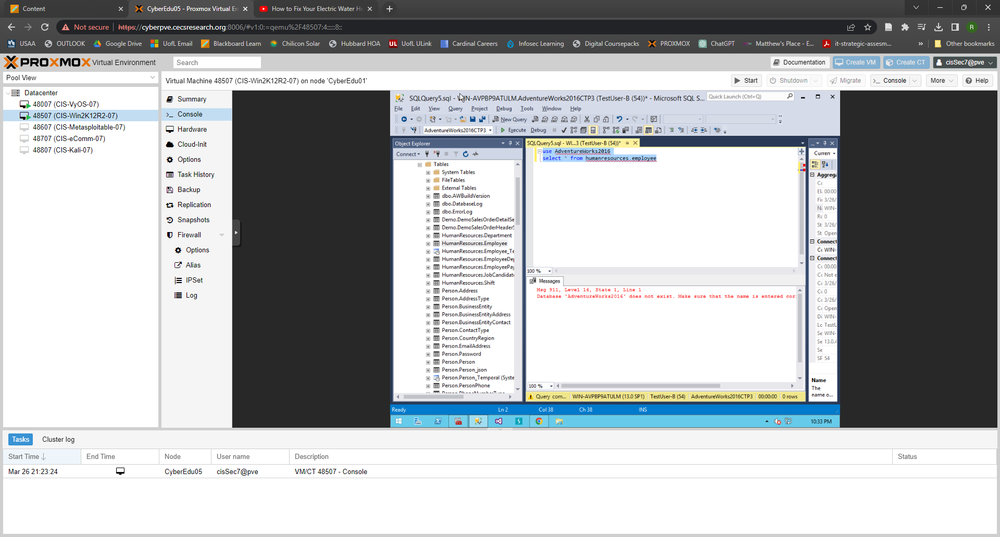 Content
CyberEdu05 - Proxmox Virtual En
How to Fix Your Electric Water He
Not secure
https://cyberpve.cecsresearch.org:8006/#v1:0:=qemu%2F48507:4:::::8::
R
USAA
OUTLOOK
Google Drive
UofL Email
Blackboard Learn
Chilicon Solar
Hubbard HOA
UofL ULink
Cardinal Careers
Infosec Learning
Digital Coursepacks
PROXMOX
ChatGPT
Matthew's Place - E...
it-strategic-assesm...
»
Other bookmarks
PROXMOX Virtual Environment
Search
Documentation
Create VM
Create CT
cisSec7@pve
Pool View
Virtual Machine 48507 (CIS-Win2K12R2-07) on node 'CyberEdu01'
Start
Shutdown
Migrate
Console
More
Help
Datacenter
48007 (CIS-VyOS-07)
48507 (CIS-Win2K12R2-07)
48607 (CIS-Metasploitable-07)
48707 (CIS-eComm-07)
48807 (CIS-Kali-07)
Summary
Console
Hardware
Cloud-Init
Options
Task History
Backup
Replication
Snapshots
Firewall
Options
Alias
IPSet
Log
SQLQuery5.sql - WIN-AVPBP9ATULM.AdventureWorks2016CTP3 (TestUser-B (54))* - Microsoft SQL S...
Quick Launch (Ctrl+Q)
File Edit View Query Project Debug Tools Window Help
New Query
AdventureWorks2016CTP3
Execute Debug
Object Explorer
Connect
Tables
System Tables
FileTables
External Tables
dbo.AWBuildVersion
dbo.DatabaseLog
dbo.ErrorLog
Demo.DemoSalesOrderDetailSe
Demo.DemoSalesOrderHeaderS
HumanResources.Department
HumanResources.Employee
HumanResources.Employee_Te
HumanResources.EmployeeDep
HumanResources.EmployeePay
HumanResources.JobCandidat
HumanResources.Shift
Person.Address
Person.AddressType
Person.BusinessEntity
Person.BusinessEntityAddress
Person.BusinessEntityContact
Person.ContactType
Person.CountryRegion
Person.EmailAddress
Person.Password
Person.Person
Person.Person_json
Person.Person_Temporal (Syste
Person.PersonPhone
SQLQuery5.sql - WI...3 (TestUser-B (54))*
use AdventureWorks2016
select * from humanresources.employee
100 %
Messages
Msg 911, Level 16, State 1, Line 1
Database 'AdventureWorks2016' does not exist. Make sure that the name is entered cor
100 %
Query com...
WIN-AVPBP9ATULM (13.0 SP1)
TestUser-B (54)
AdventureWorks2016CTP3
00:00:00
0 rows
...
Curren
Aggrega
Co
El 00:00
Fi 3/26/
Na WIN-
Ro 0
St 3/26/
St Open
Connect
Co WIN-
Connect
Co 00:00
Co Not e
Co 3/26/
Co 0
Co 3/26/
Co Open
Di WIN-
Lo TestU
Se WIN-
Se 13.0.4
Se
SP 54
Name
The
name o...
Ready
Ln 2
Col 38
Ch 38
INS
10:33 PM
Tasks
Cluster log
Start Time
End Time
Node
User name
Description
Status
Mar 26 21:23:24
CyberEdu05
cisSec7@pve
VM/CT 48507 - Console